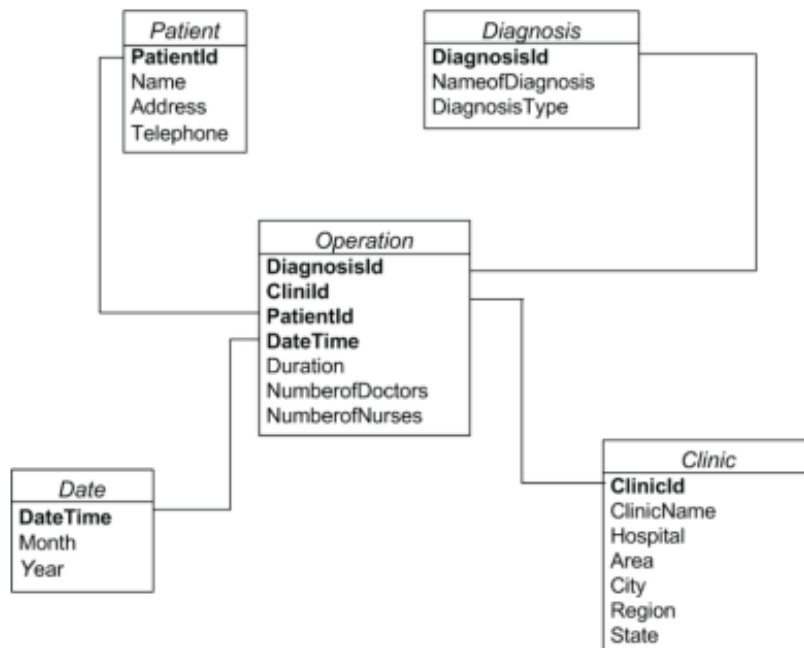 Patient
PatientId
Name
Address
Telephone
Diagnosis
DiagnosisId
NameofDiagnosis
DiagnosisType
Operation
DiagnosisId
CliniId
PatientId
DateTime
Duration
NumberofDoctors
NumberofNurses
Date
DateTime
Month
Year
Clinic
ClinicId
ClinicName
Hospital
Area
City
Region
State